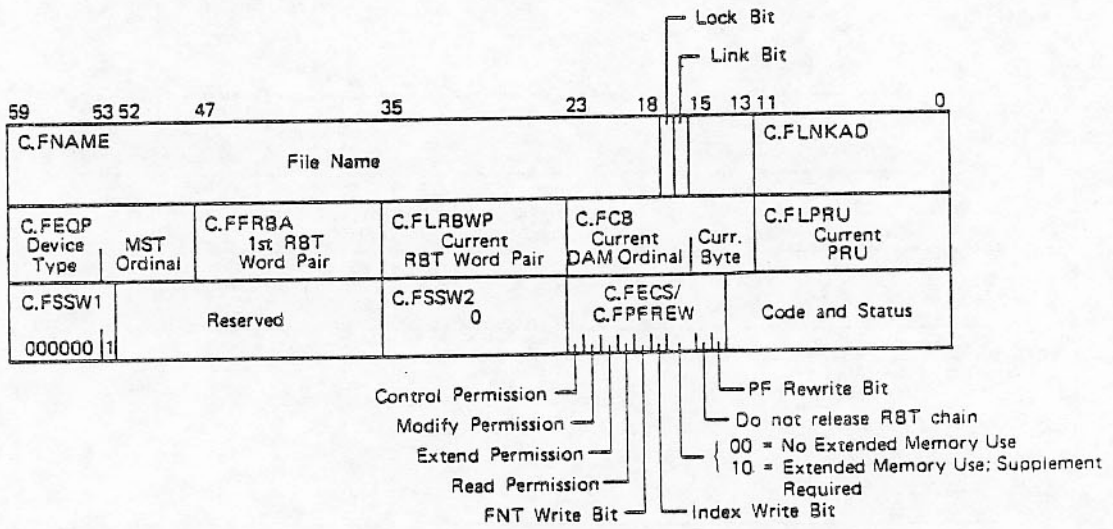 Lock Bit
Link Bit
59 53 52 47 35 23 18 15 13 11 0
C.FNAME
File Name
C.FLNKAD
C.FEQP
Device
Type
MST
Ordinal
C.FFRBA
1st RBT
Word Pair
C.FLRBWP
Current
RBT Word Pair
C.FCB
Current
DAM Ordinal
Curr.
Byte
C.FLPRU
Current
PRU
C.FSSW1
000000 1
Reserved
C.FSSW2
0
C.FECS/
C.FPFREW
Code and Status
Control Permission
Modify Permission
Extend Permission
Read Permission
FNT Write Bit
PF Rewrite Bit
Do not release RBT chain
00 = No Extended Memory Use
10 = Extended Memory Use; Supplement
Required
Index Write Bit